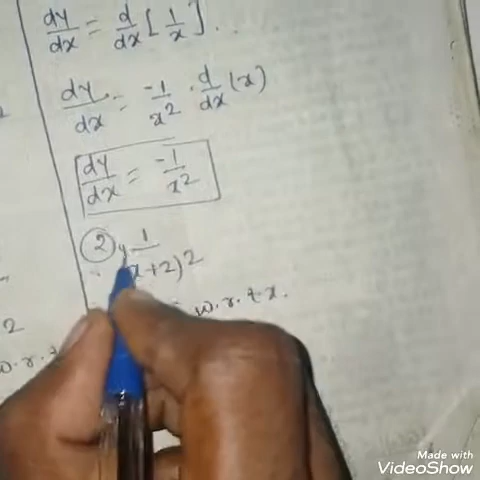 dy/dx = d/dx [ 1/x ] . .
dy/dx = -1/x² . d/dx (x)
dy/dx = -1/x²
2 y 1/(x+2)²
w.r.t x.
2
w.r.t
Made with
VideoShow